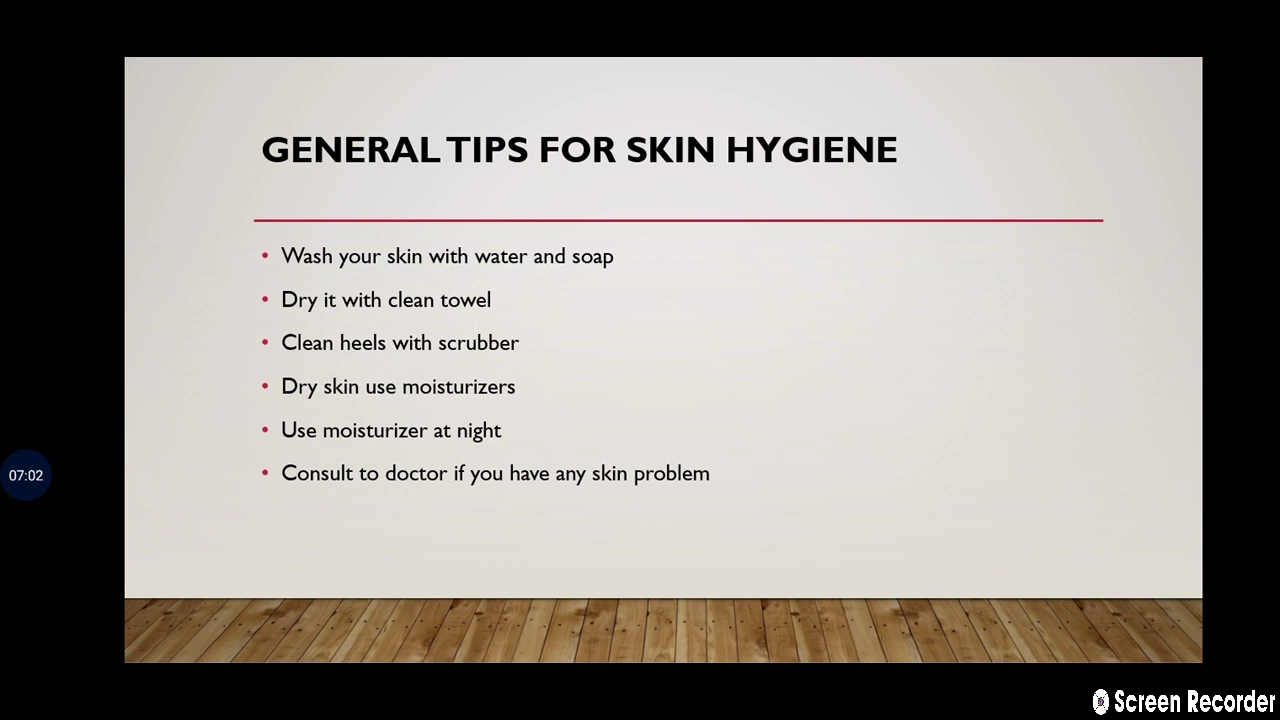 GENERAL TIPS FOR SKIN HYGIENE
• Wash your skin with water and soap
• Dry it with clean towel
• Clean heels with scrubber
• Dry skin use moisturizers
• Use moisturizer at night
• Consult to doctor if you have any skin problem
07:02
Screen Recorder